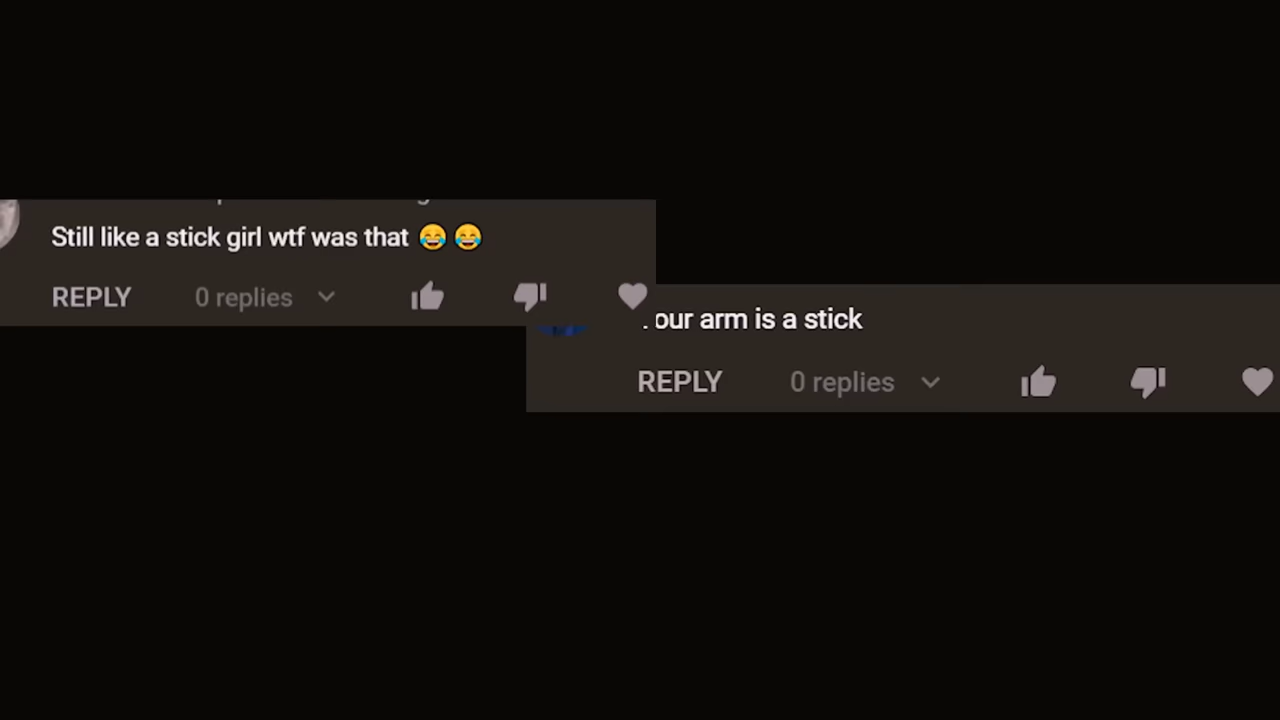 Still like a stick girl wtf was that 😂😂
REPLY 0 replies
our arm is a stick
REPLY 0 replies